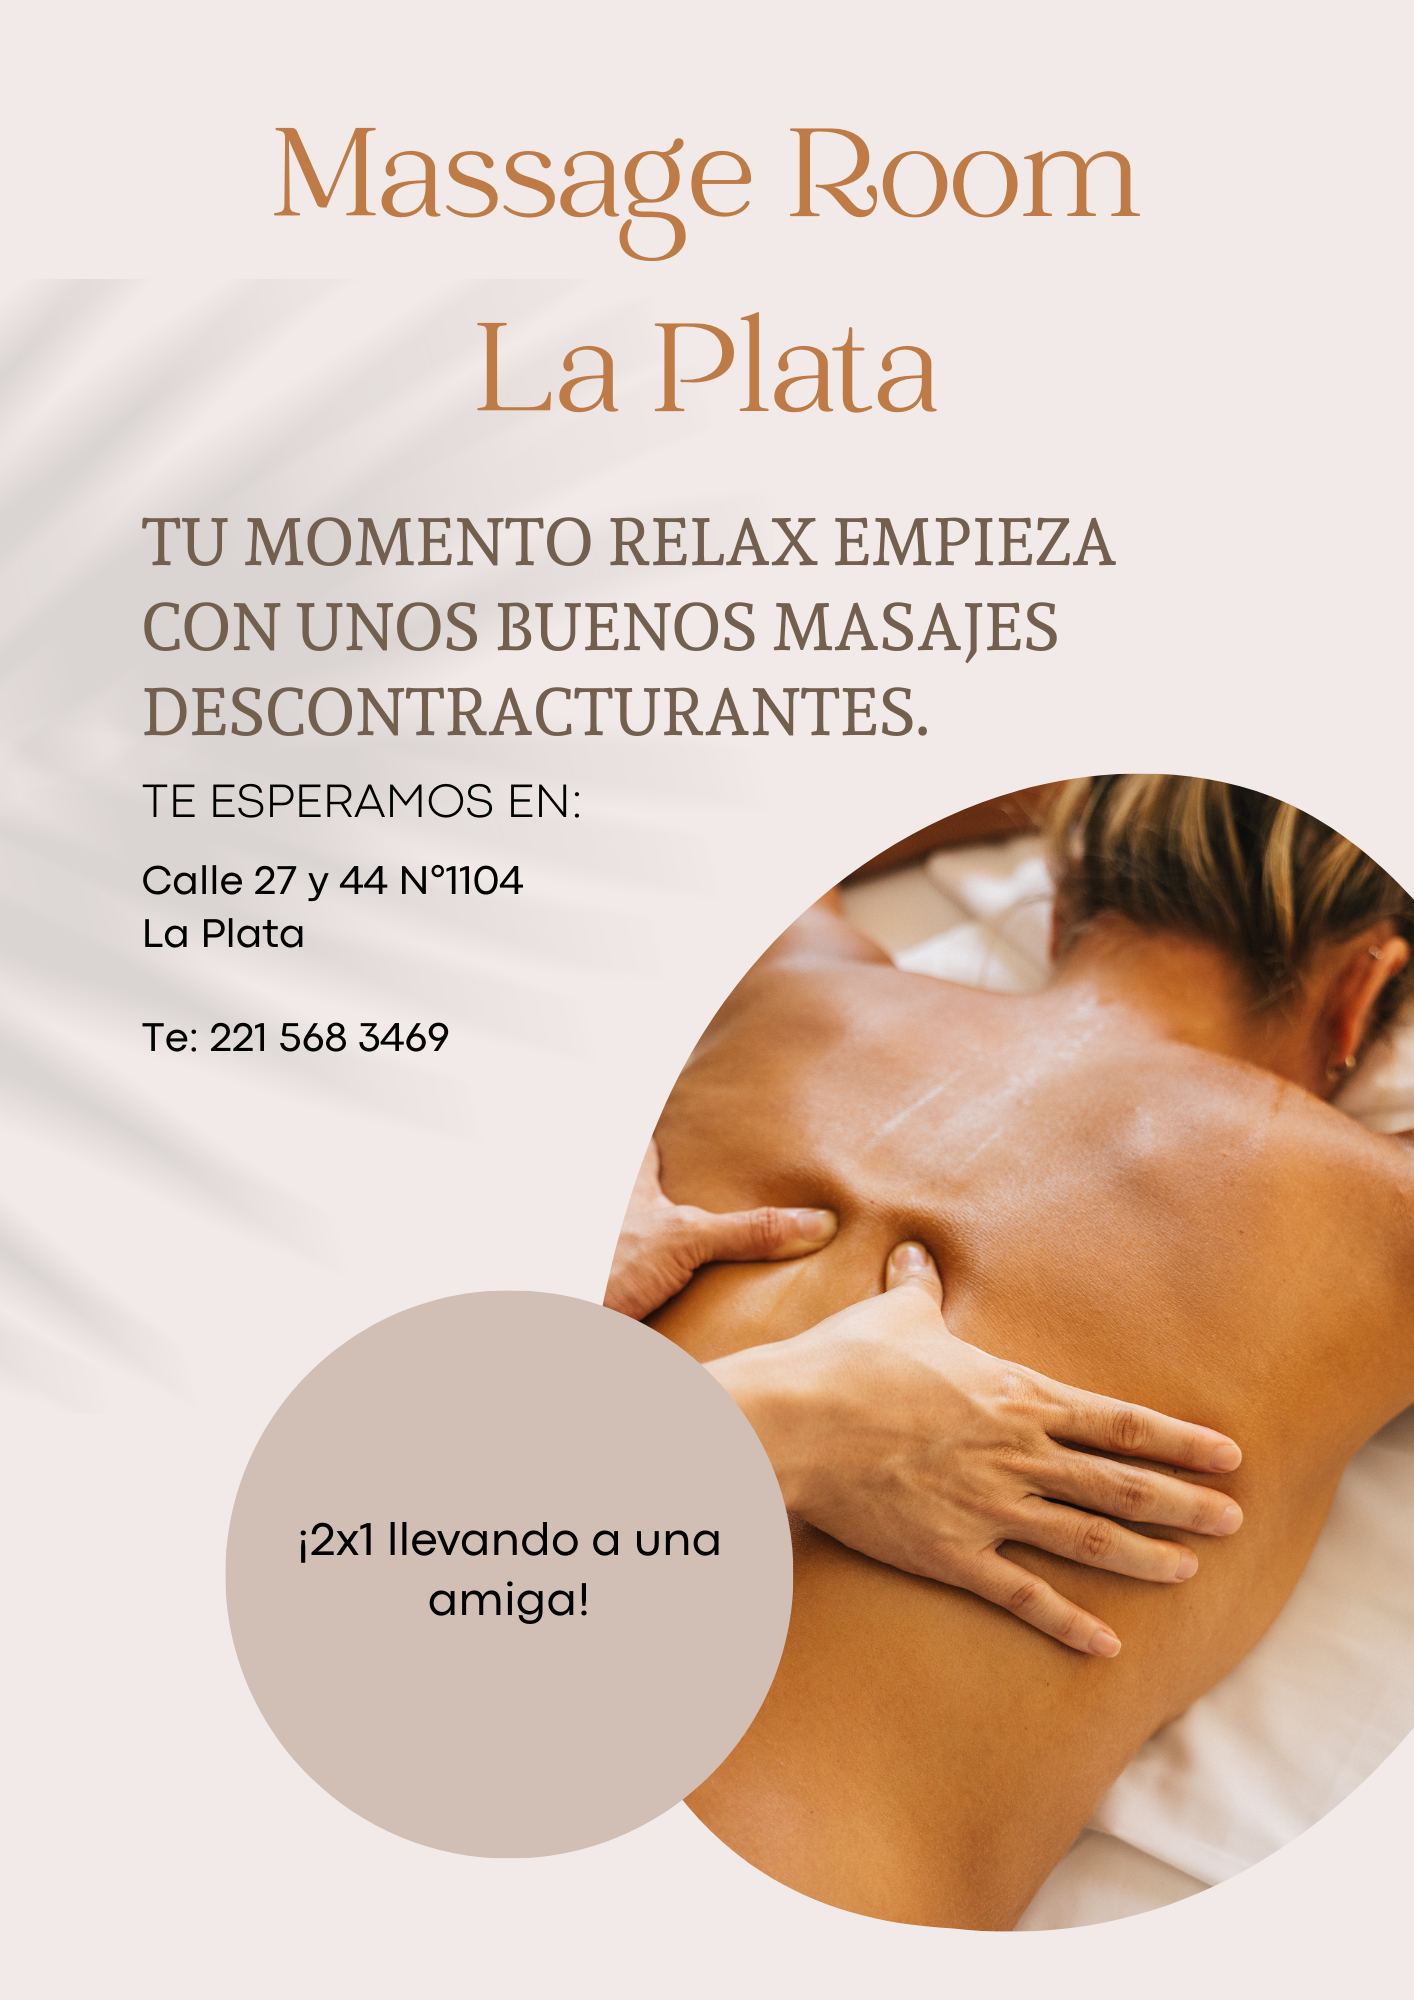 Massage Room
La Plata
TU MOMENTO RELAX EMPIEZA
CON UNOS BUENOS MASAJES
DESCONTRACTURANTES.
TE ESPERAMOS EN:
Calle 27 y 44 N°1104
La Plata
Te: 221 568 3469
¡2x1 llevando a una
amiga!